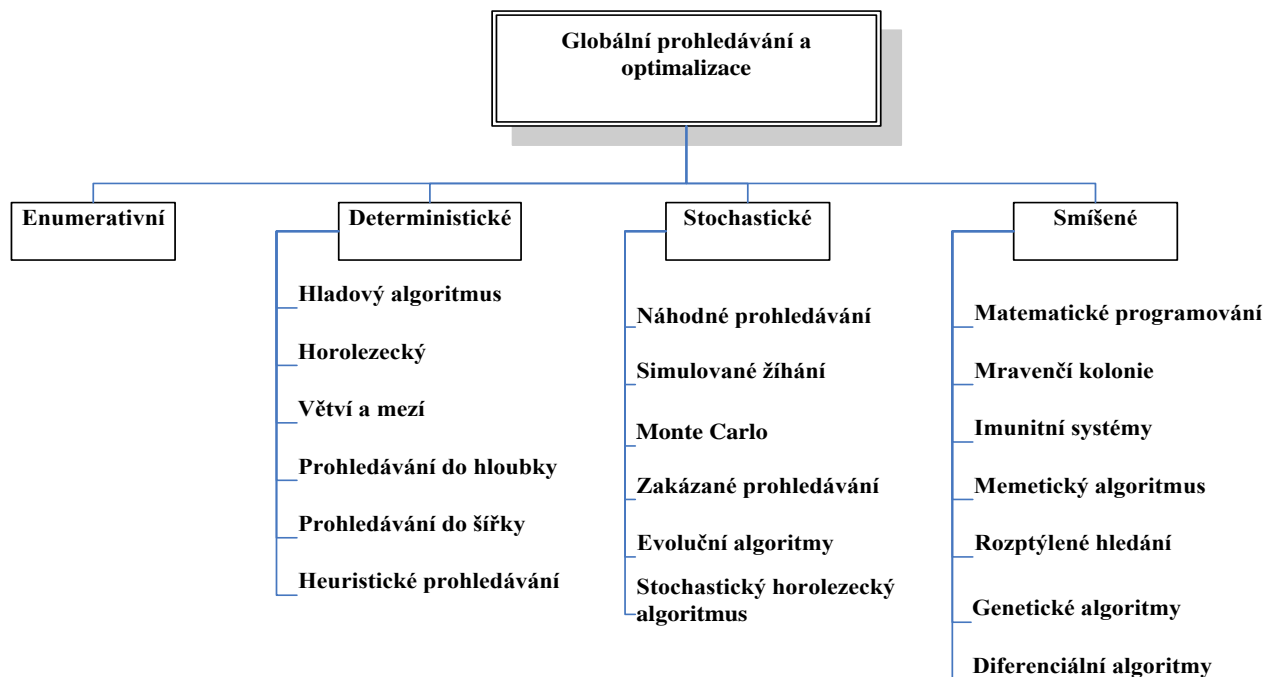 Globální prohledávání a
optimalizace
Enumerativní
Deterministické
Stochastické
Smíšené
Hladový algoritmus
Horolezecký
Větví a mezí
Prohledávání do hloubky
Prohledávání do šířky
Heuristické prohledávání
Náhodné prohledávání
Simulované žíhání
Monte Carlo
Zakázané prohledávání
Evoluční algoritmy
Stochastický horolezecký
algoritmus
Matematické programování
Mravenčí kolonie
Imunitní systémy
Memetický algoritmus
Rozptýlené hledání
Genetické algoritmy
Diferenciální algoritmy